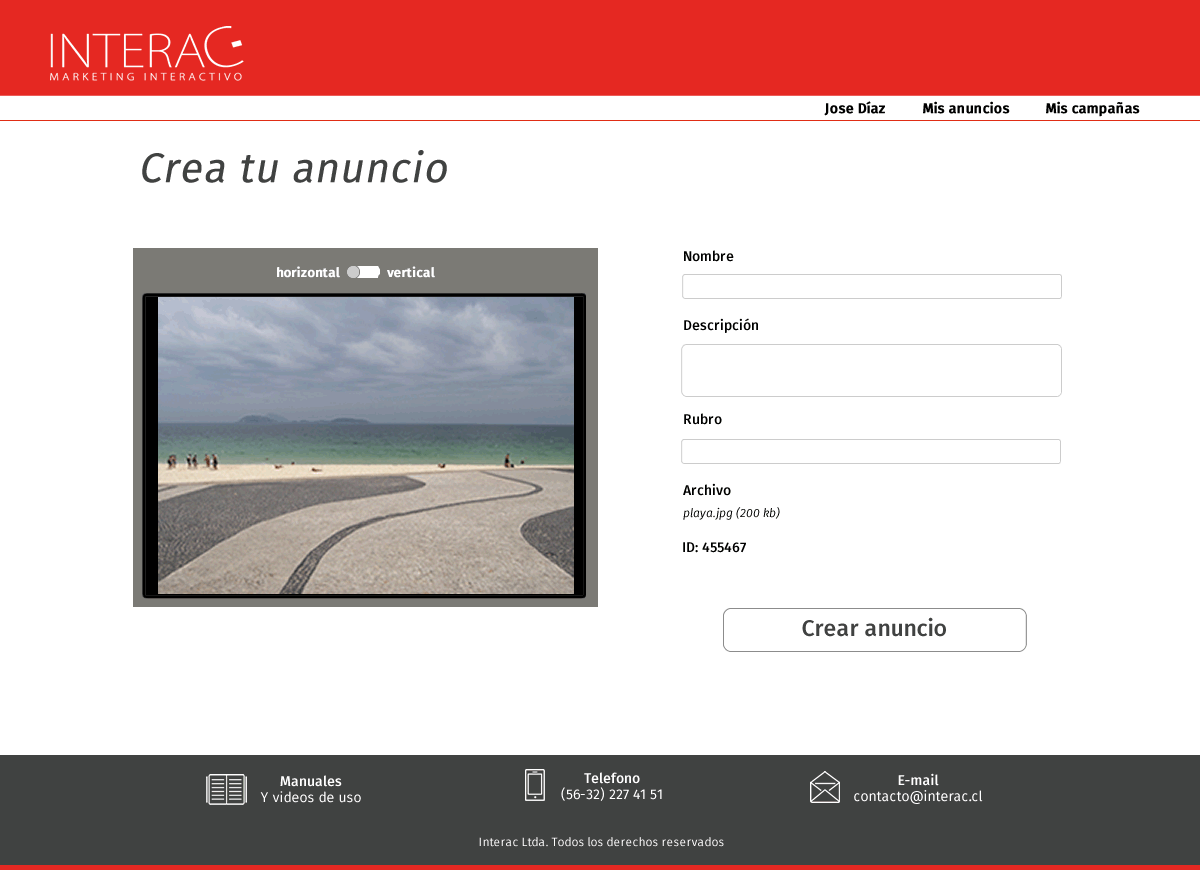 INTERAC
MARKETING INTERACTIVO
Jose Díaz Mis anuncios Mis campañas
Crea tu anuncio
horizontal vertical
Nombre
Descripción
Rubro
Archivo
playa.jpg (200 kb)
ID: 455467
Crear anuncio
Manuales
Y videos de uso
Telefono
(56-32) 227 41 51
E-mail
contacto@interac.cl
Interac Ltda. Todos los derechos reservados